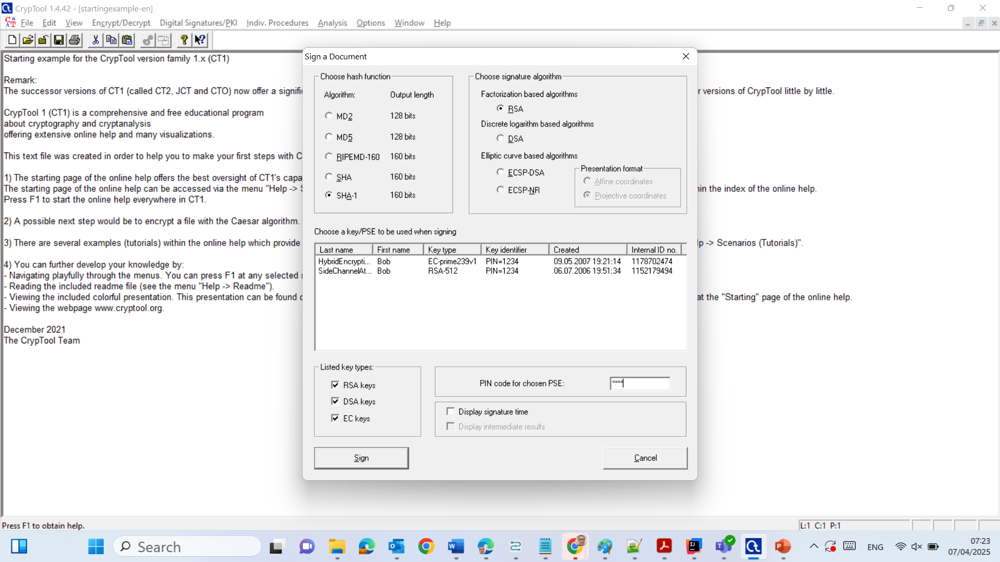 CrypTool 1.4.42 - [startingexample-en]
File Edit View Encrypt/Decrypt Digital Signatures/PKI Indiv. Procedures Analysis Options Window Help
Starting example for the CrypTool version family 1.x (CT1)
Remark:
The successor versions of CT1 (called CT2, JCT and CTO) now offer a versions of CrypTool little by little.
CrypTool 1 (CT1) is a comprehensive and free educational program
about cryptography and cryptanalysis
offering extensive online help and many visualizations.
This text file was created in order to help you to make your first steps with
1) The starting page of the online help offers the best oversight of CT1's
The starting page of the online help can be accessed via the menu "Help -> the index of the online help.
Press F1 to start the online help everywhere in CT1.
2) A possible next step would be to encrypt a file with the Caesar algorithm.
3) There are several examples (tutorials) within the online help which provide -> Scenarios (Tutorials)".
4) You can further develop your knowledge by:
- Navigating playfully through the menus. You can press F1 at any selected
- Reading the included readme file (see the menu "Help -> Readme").
- Viewing the included colorful presentation. This presentation can be found at the "Starting" page of the online help.
- Viewing the webpage www.cryptool.org.
December 2021
The CrypTool Team
Sign a Document
Choose hash function
Algorithm: Output length
MD2 128 bits
MD5 128 bits
RIPEMD-160 160 bits
SHA 160 bits
SHA-1 160 bits
Choose signature algorithm
Factorization based algorithms
RSA
Discrete logarithm based algorithms
DSA
Elliptic curve based algorithms
ECSP-DSA
ECSP-NR
Presentation format
Affine coordinates
Projective coordinates
Choose a key/PSE to be used when signing
Last name First name Key type Key identifier Created Internal ID no.
HybridEncrypti... Bob EC-prime239v1 PIN=1234 09.05.2007 19:21:14 1178702474
SideChannelAt... Bob RSA-512 PIN=1234 06.07.2006 19:51:34 1152179494
Listed key types:
RSA keys
DSA keys
EC keys
PIN code for chosen PSE: ****
Display signature time
Display intermediate results
Sign
Cancel
Press F1 to obtain help.
L:1 C:1 P:1
Search
ENG
07:23
07/04/2025